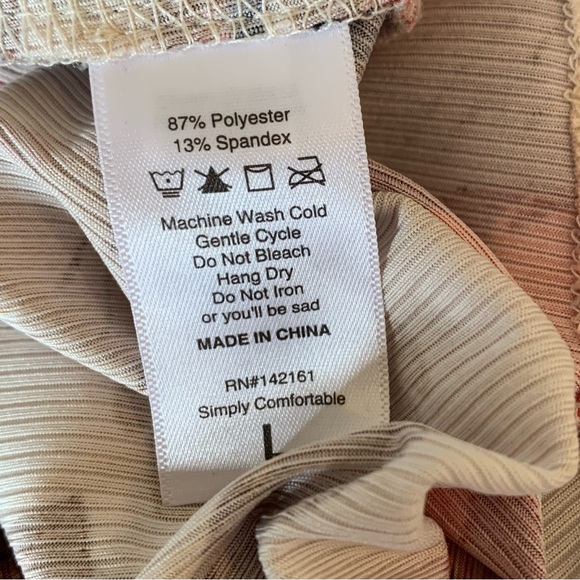 87% Polyester
13% Spandex
Machine Wash Cold
Gentle Cycle
Do Not Bleach
Hang Dry
Do Not Iron
or you'll be sad
MADE IN CHINA
RN#142161
Simply Comfortable
L